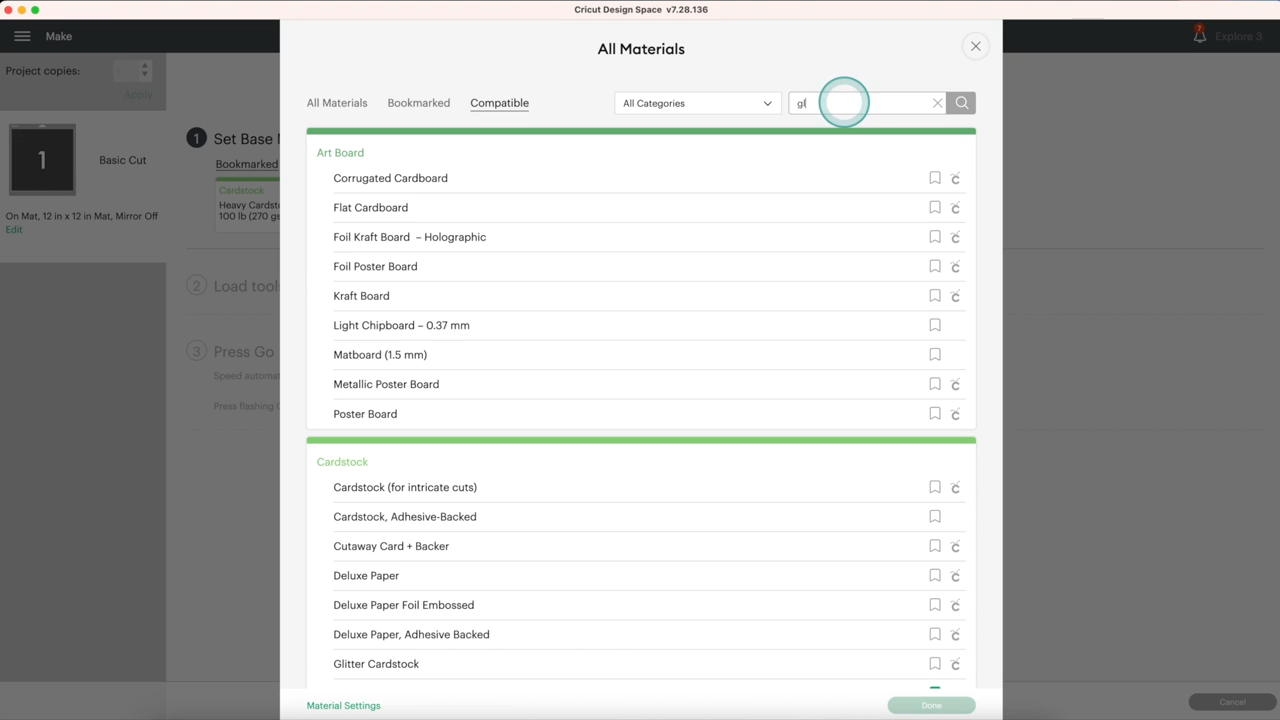 Cricut Design Space v7.28.136
Make
7
Explore 3
Project copies:
Apply
1
Basic Cut
On Mat, 12 in x 12 in Mat, Mirror Off
Edit
1 Set Base
Bookmarked
Cardstock
Heavy Cardst
100 lb (270 gs
2 Load tool
3 Press Go
Speed automa
Press flashing
All Materials
All Materials Bookmarked Compatible
All Categories
gl
Art Board
Corrugated Cardboard
Flat Cardboard
Foil Kraft Board – Holographic
Foil Poster Board
Kraft Board
Light Chipboard – 0.37 mm
Matboard (1.5 mm)
Metallic Poster Board
Poster Board
Cardstock
Cardstock (for intricate cuts)
Cardstock, Adhesive-Backed
Cutaway Card + Backer
Deluxe Paper
Deluxe Paper Foil Embossed
Deluxe Paper, Adhesive Backed
Glitter Cardstock
Material Settings
Done
Cancel